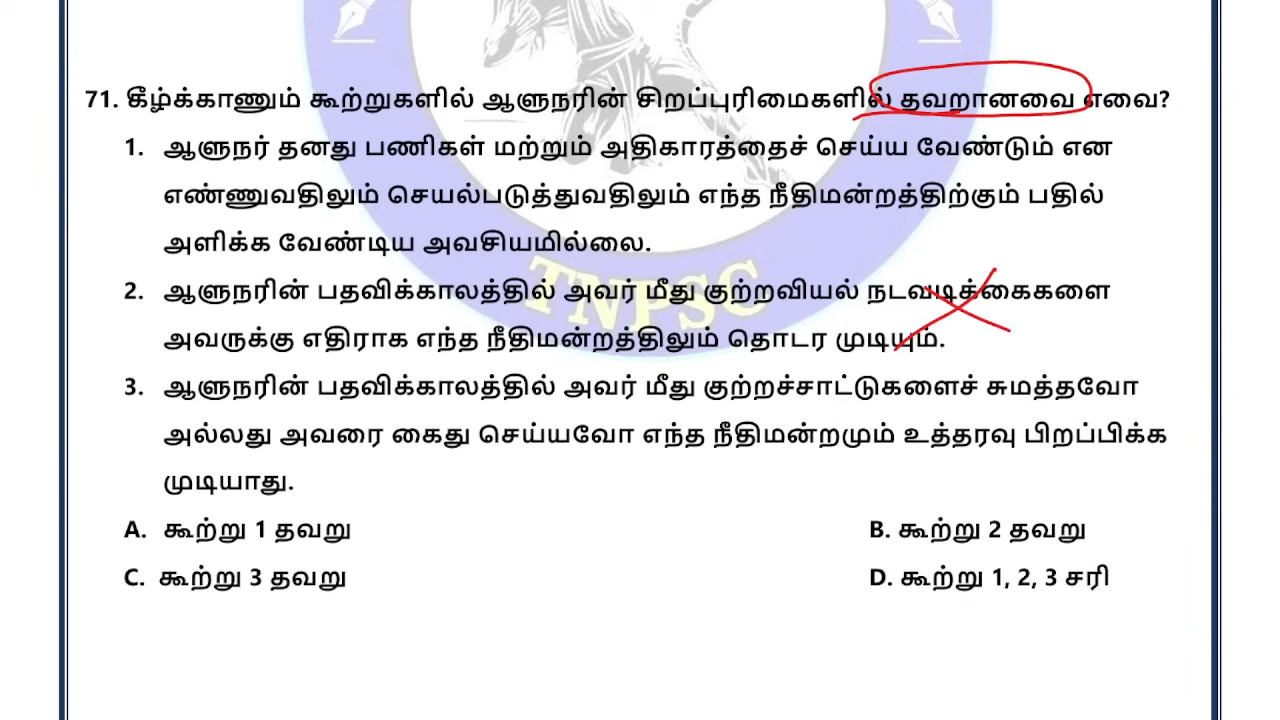 71. கீழ்க்காணும் கூற்றுகளில் ஆளுநரின் சிறப்புரிமைகளில் தவறானவை எவை?
1. ஆளுநர் தனது பணிகள் மற்றும் அதிகாரத்தைச் செய்ய வேண்டும் என
எண்ணுவதிலும் செயல்படுத்துவதிலும் எந்த நீதிமன்றத்திற்கும் பதில்
அளிக்க வேண்டிய அவசியமில்லை.
TNPSC
2. ஆளுநரின் பதவிக்காலத்தில் அவர் மீது குற்றவியல் நடவடிக்கைகளை
அவருக்கு எதிராக எந்த நீதிமன்றத்திலும் தொடர முடியும்.
3. ஆளுநரின் பதவிக்காலத்தில் அவர் மீது குற்றச்சாட்டுகளைச் சுமத்தவோ
அல்லது அவரை கைது செய்யவோ எந்த நீதிமன்றமும் உத்தரவு பிறப்பிக்க
முடியாது.
A. கூற்று 1 தவறு
B. கூற்று 2 தவறு
C. கூற்று 3 தவறு
D. கூற்று 1, 2, 3 சரி